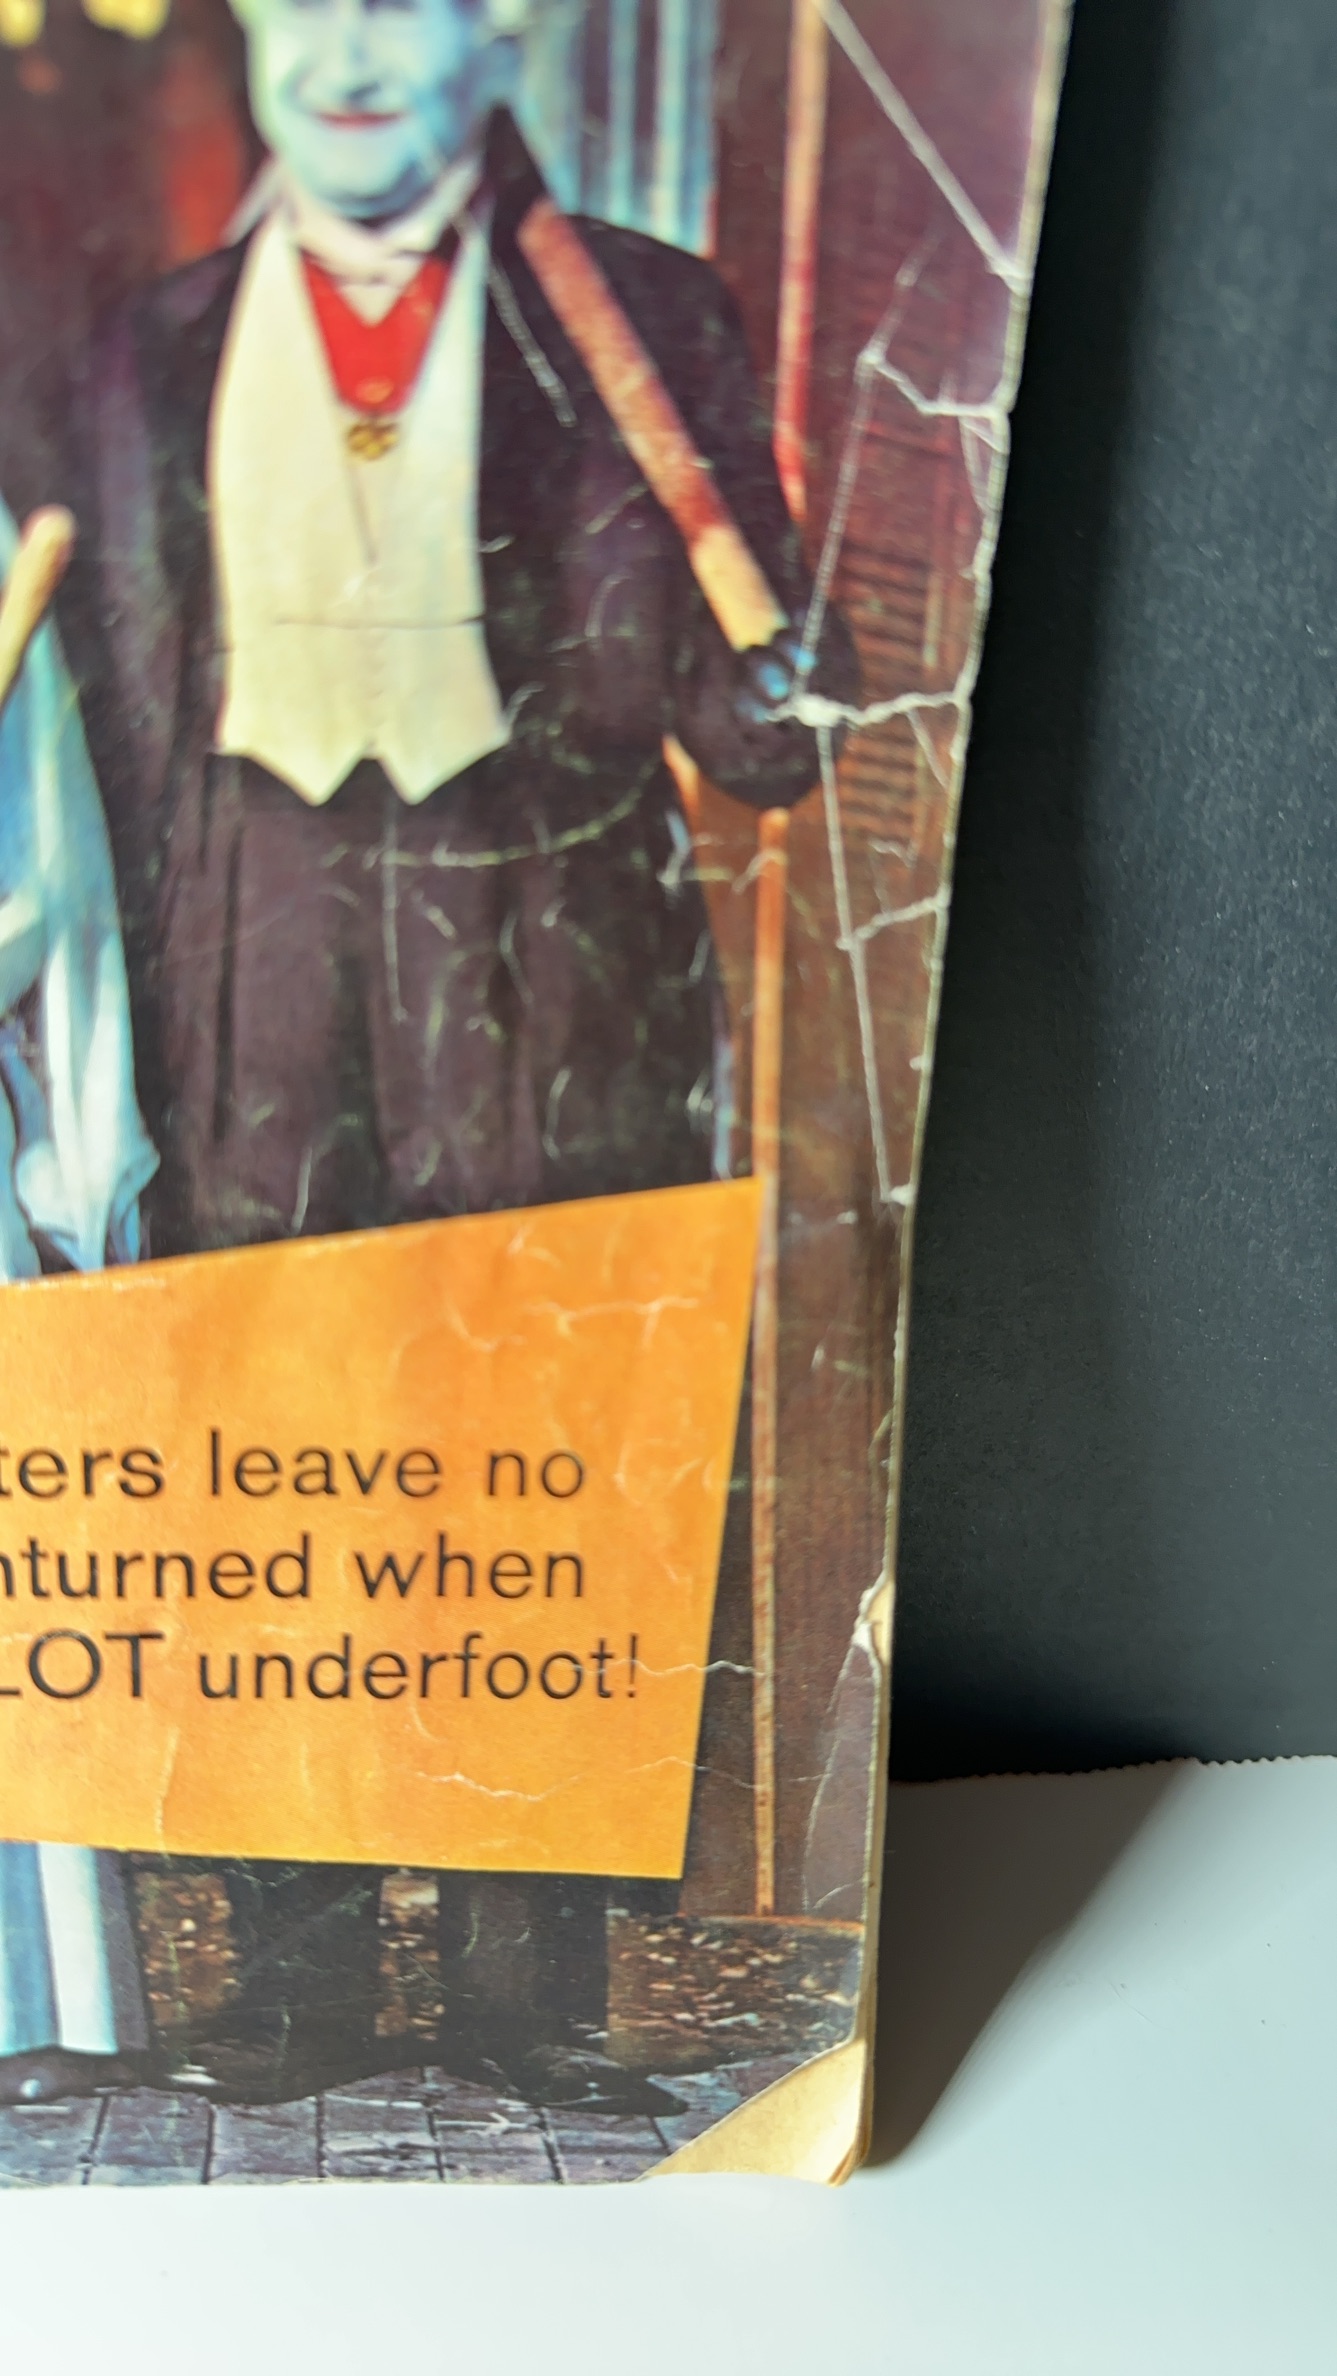 ters leave no
nturned when
LOT underfoot!